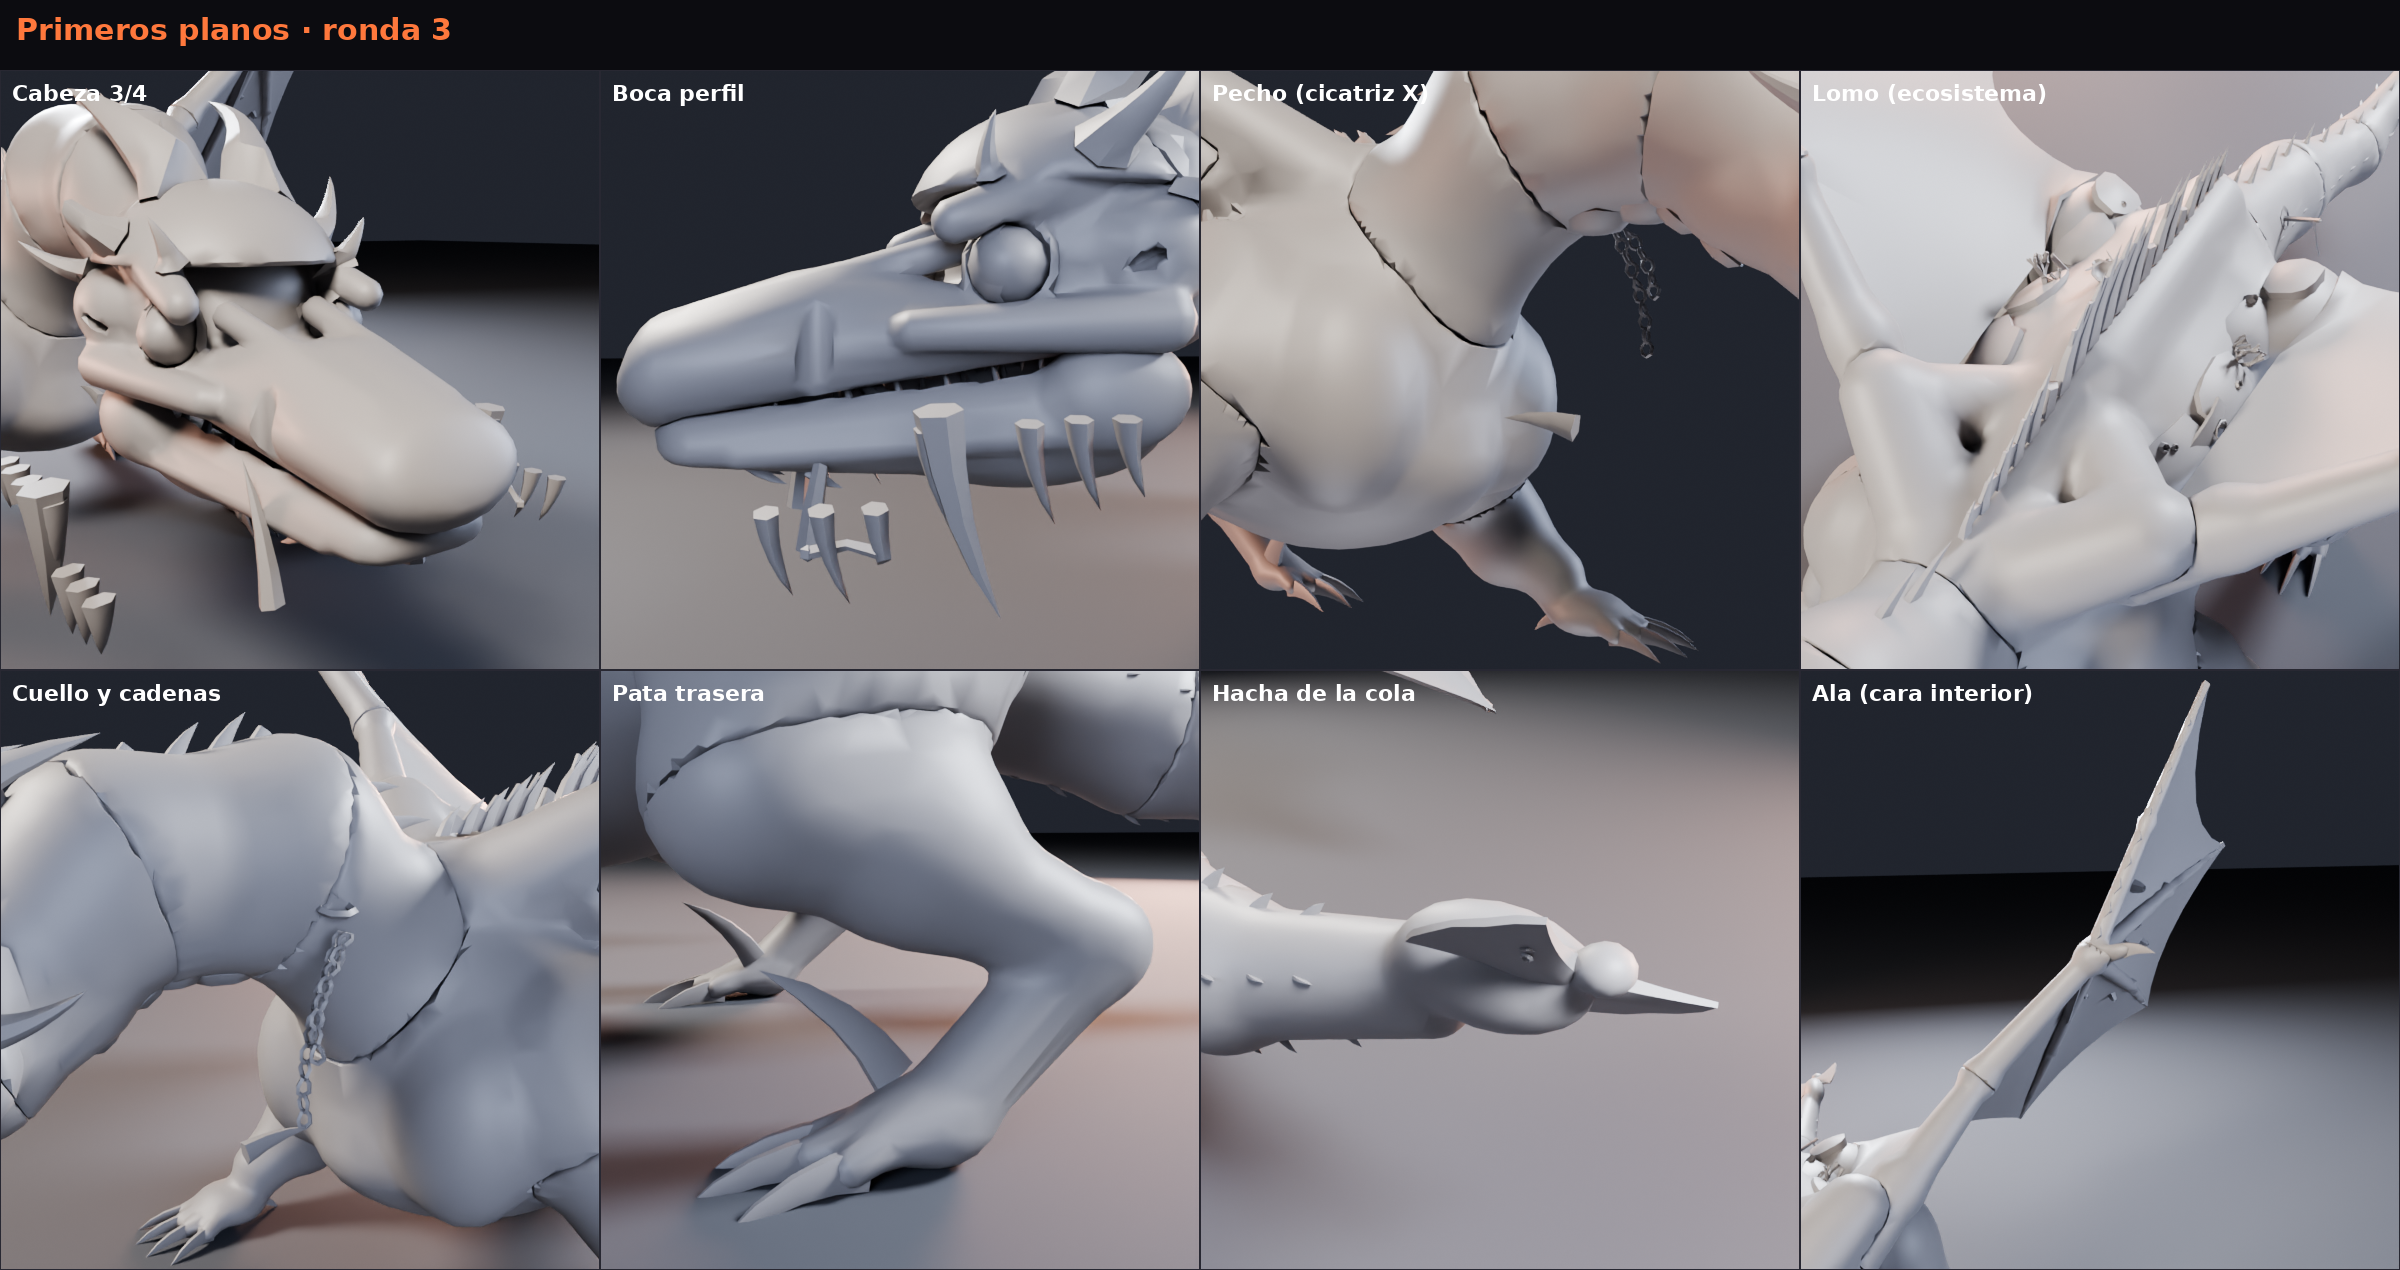 Primeros planos · ronda 3
Cabeza 3/4
Boca perfil
Pecho (cicatriz X)
Lomo (ecosistema)
Cuello y cadenas
Pata trasera
Hacha de la cola
Ala (cara interior)